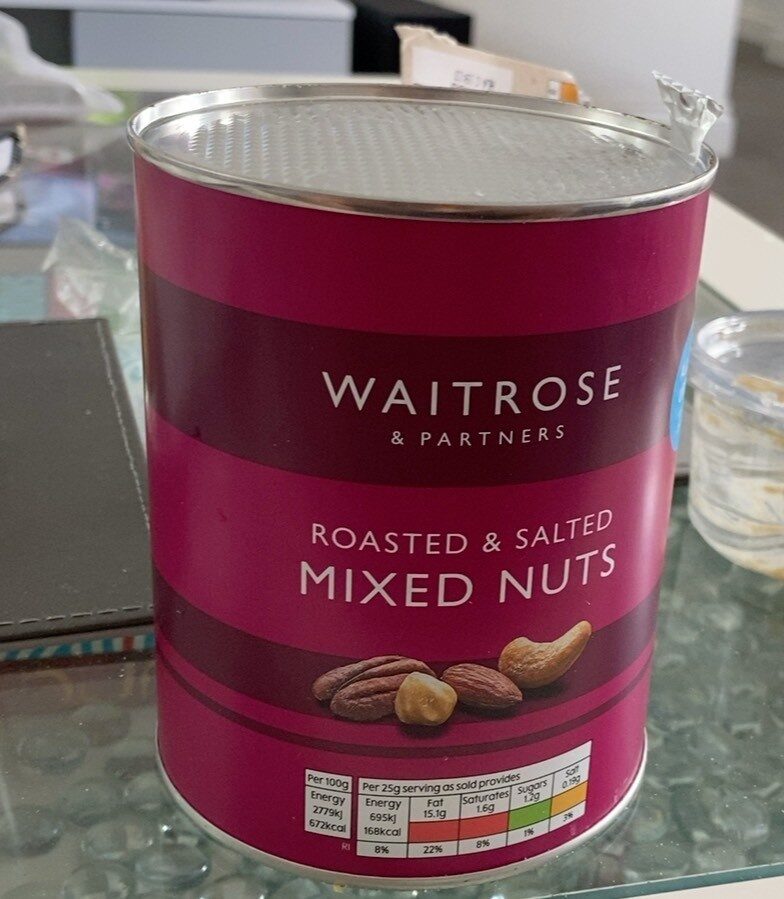 WAITROSE
& PARTNERS
ROASTED & SALTED
MIXED NUTS
Per 100g
Energy
2779kJ
672kcal
Per 25g serving as sold provides
Energy
695kJ
168kcal
8%
Fat
15.1g
22%
Saturates
1.6g
8%
Sugars
1.2g
1%
Salt
0.19g
3%
RI